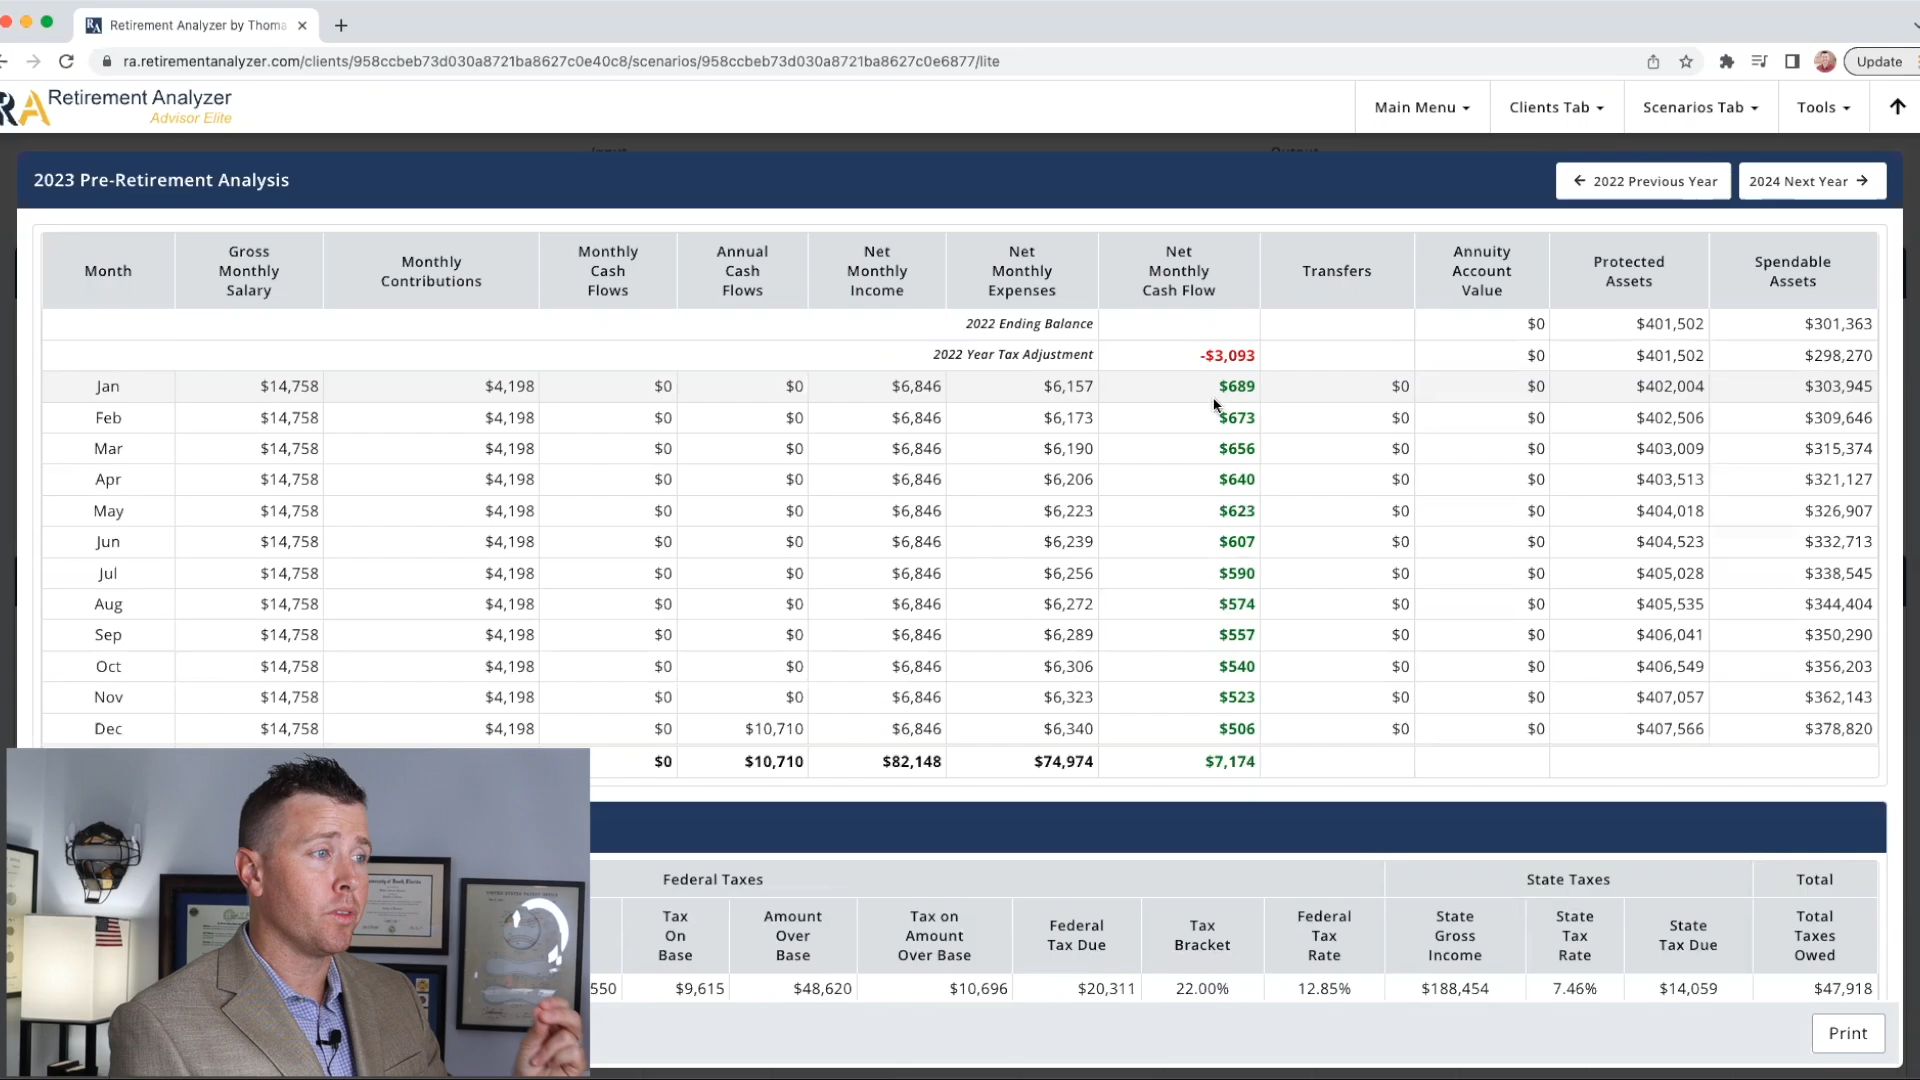 Retirement Analyzer by Thoma
ra.retirementanalyzer.com/clients/958ccbeb73d030a8721ba8627c0e40c8/scenarios/958ccbeb73d030a8721ba8627c0e6877/lite
Update
RA Retirement Analyzer
Advisor Elite
Main Menu Clients Tab Scenarios Tab Tools
2023 Pre-Retirement Analysis
2022 Previous Year 2024 Next Year
Month Gross Monthly Salary Monthly Contributions Monthly Cash Flows Annual Cash Flows Net Monthly Income Net Monthly Expenses Net Monthly Cash Flow Transfers Annuity Account Value Protected Assets Spendable Assets
2022 Ending Balance $0 $401,502 $301,363
2022 Year Tax Adjustment -$3,093 $0 $401,502 $298,270
Jan $14,758 $4,198 $0 $0 $6,846 $6,157 $689 $0 $0 $402,004 $303,945
Feb $14,758 $4,198 $0 $0 $6,846 $6,173 $673 $0 $0 $402,506 $309,646
Mar $14,758 $4,198 $0 $0 $6,846 $6,190 $656 $0 $0 $403,009 $315,374
Apr $14,758 $4,198 $0 $0 $6,846 $6,206 $640 $0 $0 $403,513 $321,127
May $14,758 $4,198 $0 $0 $6,846 $6,223 $623 $0 $0 $404,018 $326,907
Jun $14,758 $4,198 $0 $0 $6,846 $6,239 $607 $0 $0 $404,523 $332,713
Jul $14,758 $4,198 $0 $0 $6,846 $6,256 $590 $0 $0 $405,028 $338,545
Aug $14,758 $4,198 $0 $0 $6,846 $6,272 $574 $0 $0 $405,535 $344,404
Sep $14,758 $4,198 $0 $0 $6,846 $6,289 $557 $0 $0 $406,041 $350,290
Oct $14,758 $4,198 $0 $0 $6,846 $6,306 $540 $0 $0 $406,549 $356,203
Nov $14,758 $4,198 $0 $0 $6,846 $6,323 $523 $0 $0 $407,057 $362,143
Dec $14,758 $4,198 $0 $10,710 $6,846 $6,340 $506 $0 $0 $407,566 $378,820
$0 $10,710 $82,148 $74,974 $7,174
Federal Taxes State Taxes Total
Tax On Base Amount Over Base Tax on Amount Over Base Federal Tax Due Tax Bracket Federal Tax Rate State Gross Income State Tax Rate State Tax Due Total Taxes Owed
550 $9,615 $48,620 $10,696 $20,311 22.00% 12.85% $188,454 7.46% $14,059 $47,918
Print